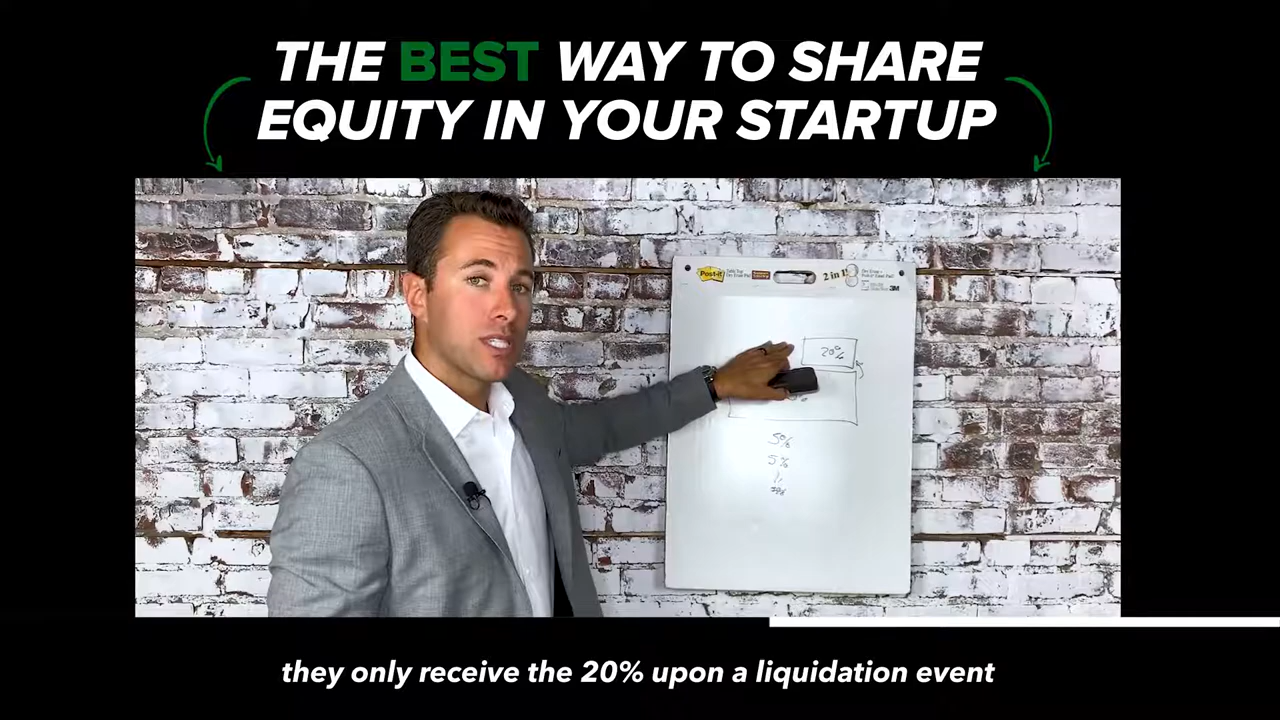 THE BEST WAY TO SHARE
EQUITY IN YOUR STARTUP
Post-it
2 in 1!
3M
20%
5%
5%
they only receive the 20% upon a liquidation event